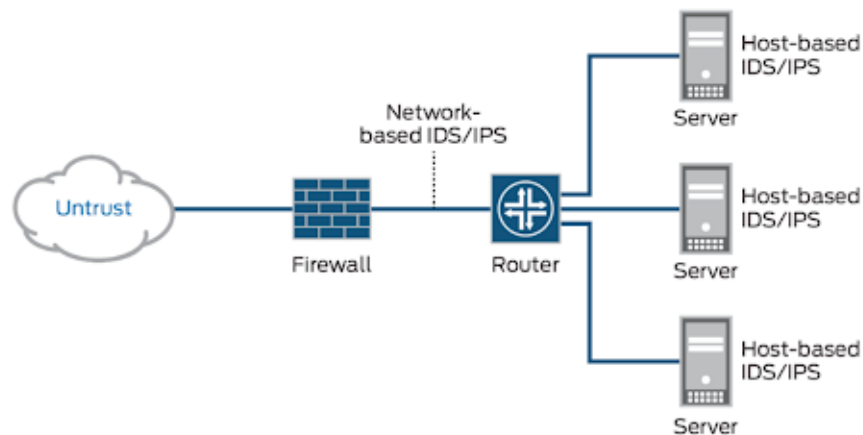 Host-based
IDS/IPS
Server
Network-
based IDS/IPS
Untrust
Firewall
Router
Host-based
IDS/IPS
Server
Host-based
IDS/IPS
Server